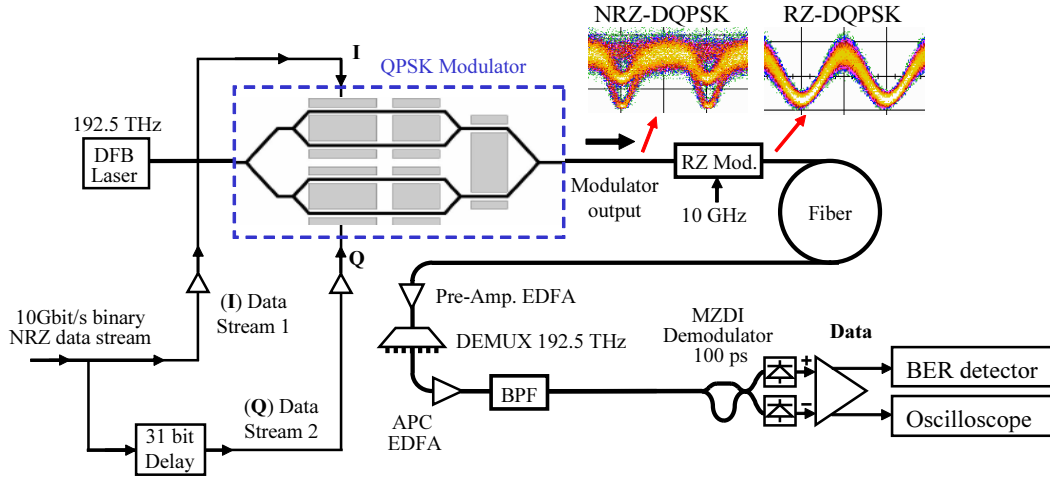 NRZ-DQPSK
RZ-DQPSK
I
QPSK Modulator
192.5 THz
DFB
Laser
RZ Mod.
Modulator
output
10 GHz
Fiber
Q
(I) Data
Stream 1
Pre-Amp. EDFA
10Gbit/s binary
NRZ data stream
DEMUX 192.5 THz
MZDI
Demodulator
100 ps
Data
+
−
BER detector
BPF
APC
EDFA
(Q) Data
Stream 2
Oscilloscope
31 bit
Delay